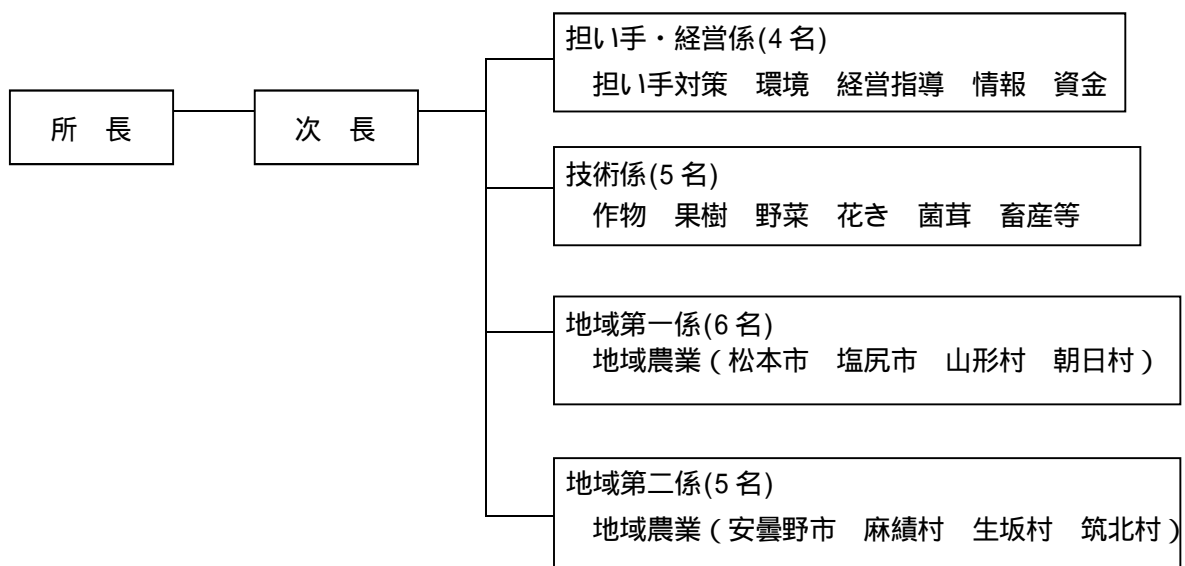 所　長
次　長
担い手・経営係(4 名)
担い手対策　環境　経営指導　情報　資金
技術係(5 名)
作物　果樹　野菜　花き　菌茸　畜産等
地域第一係(6 名)
地域農業（松本市　塩尻市　山形村　朝日村）
地域第二係(5 名)
地域農業（安曇野市　麻績村　生坂村　筑北村）